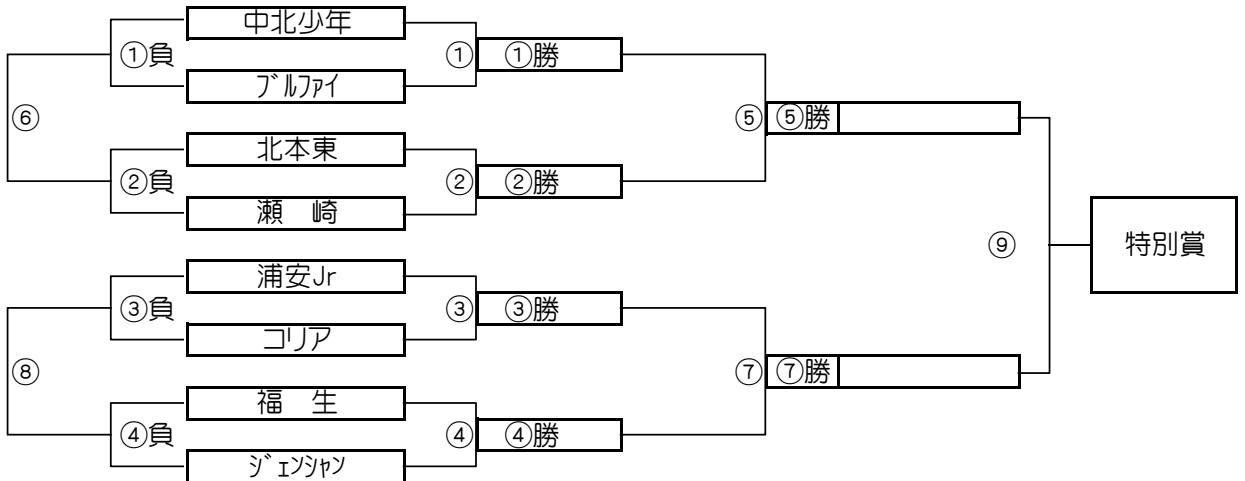 中北少年
①負 ① ①勝
ブルファイ
⑥ ⑤ ⑤勝
北本東
②負 ② ②勝
瀬　崎
⑨ 特別賞
浦安Jr
③負 ③ ③勝
コリア
⑧ ⑦ ⑦勝
福　生
④負 ④ ④勝
ジェンシャン